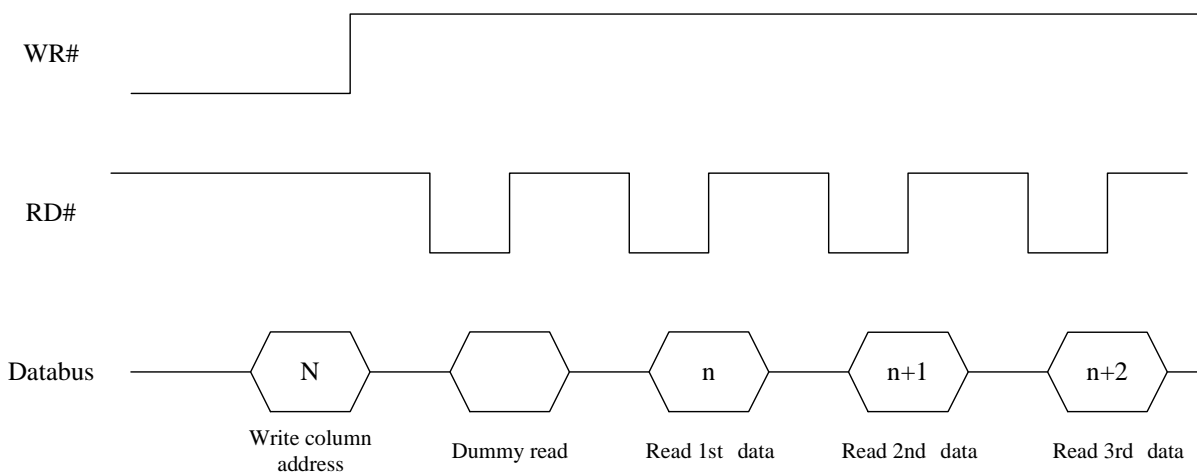 WR#
RD#
Databus
N
n
n+1
n+2
Write column
address
Dummy read
Read 1st data
Read 2nd data
Read 3rd data